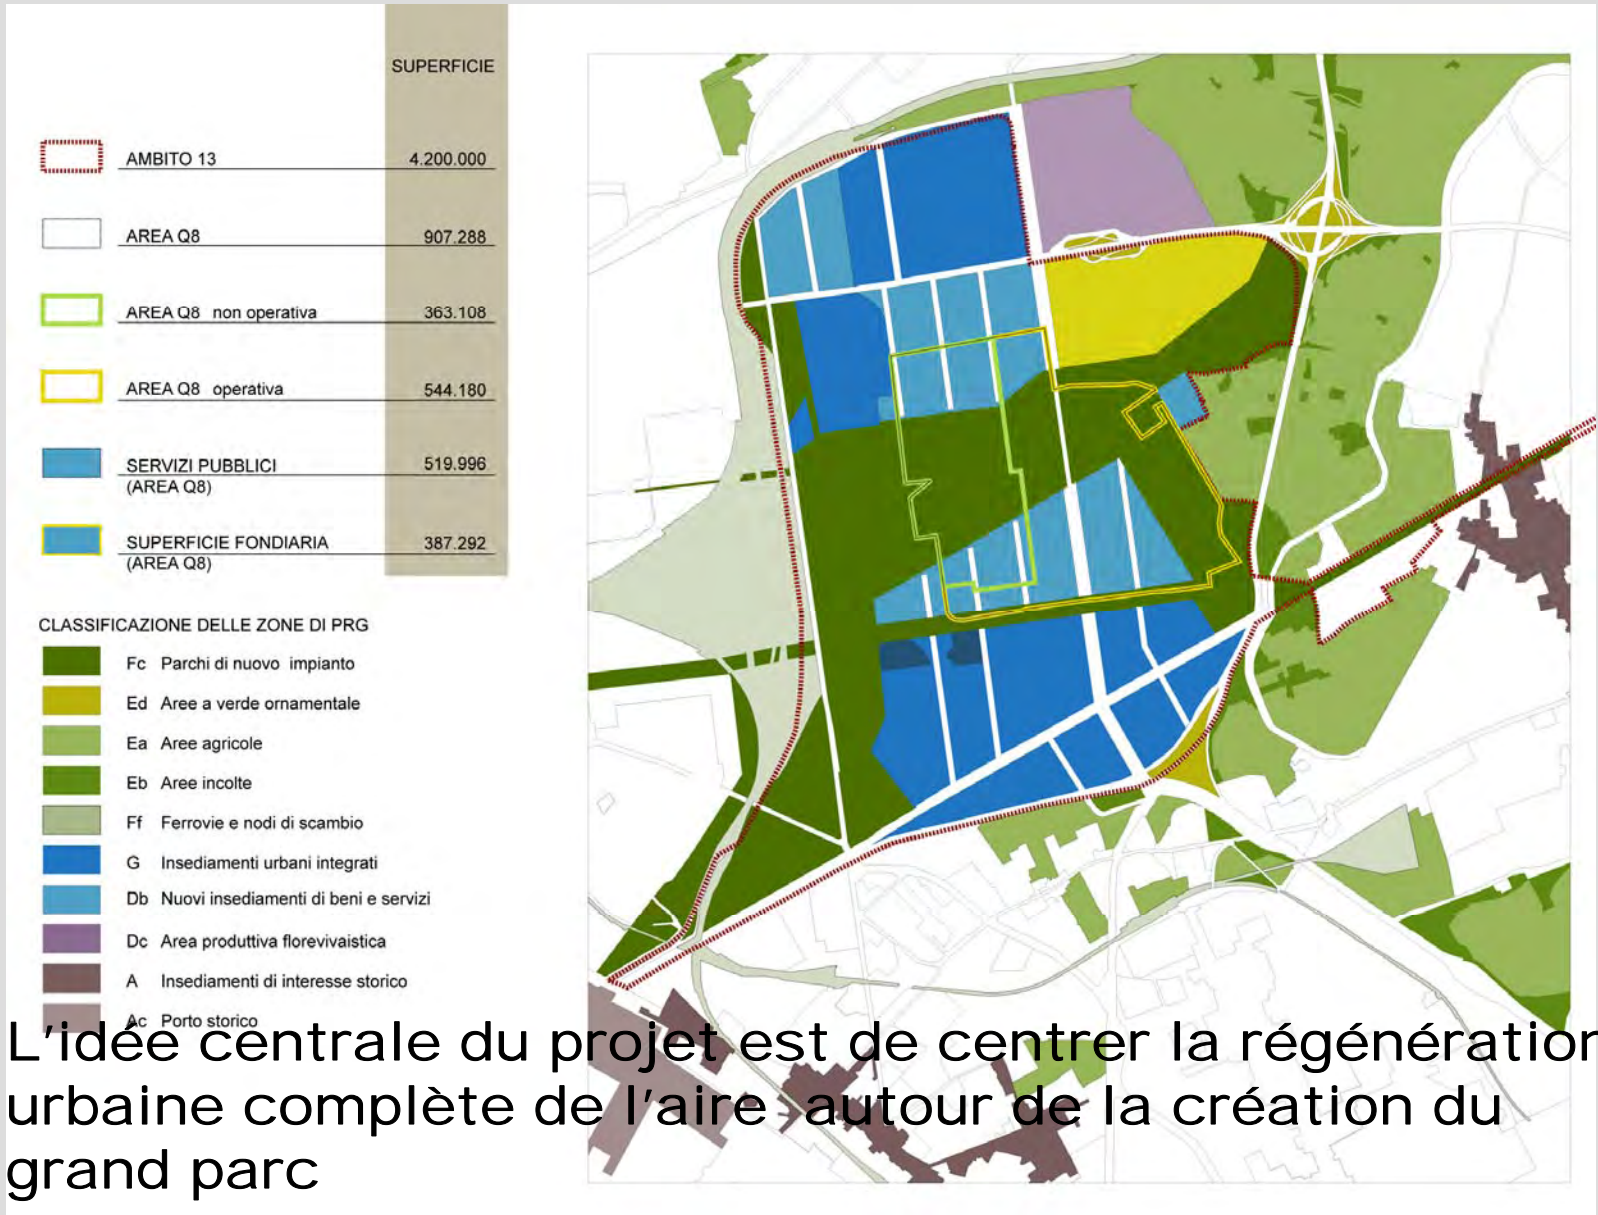 SUPERFICIE
AMBITO 13 4.200.000
AREA Q8 907.288
AREA Q8 non operativa 363.108
AREA Q8 operativa 544.180
SERVIZI PUBBLICI 519.996
(AREA Q8)
SUPERFICIE FONDIARIA 387.292
(AREA Q8)
CLASSIFICAZIONE DELLE ZONE DI PRG
Fc Parchi di nuovo impianto
Ed Aree a verde ornamentale
Ea Aree agricole
Eb Aree incolte
Ff Ferrovie e nodi di scambio
G Insediamenti urbani integrati
Db Nuovi insediamenti di beni e servizi
Dc Area produttiva florevivaistica
A Insediamenti di interesse storico
Ac Porto storico
L'idée centrale du projet est de centrer la régénération
urbaine complète de l'aire autour de la création du
grand parc